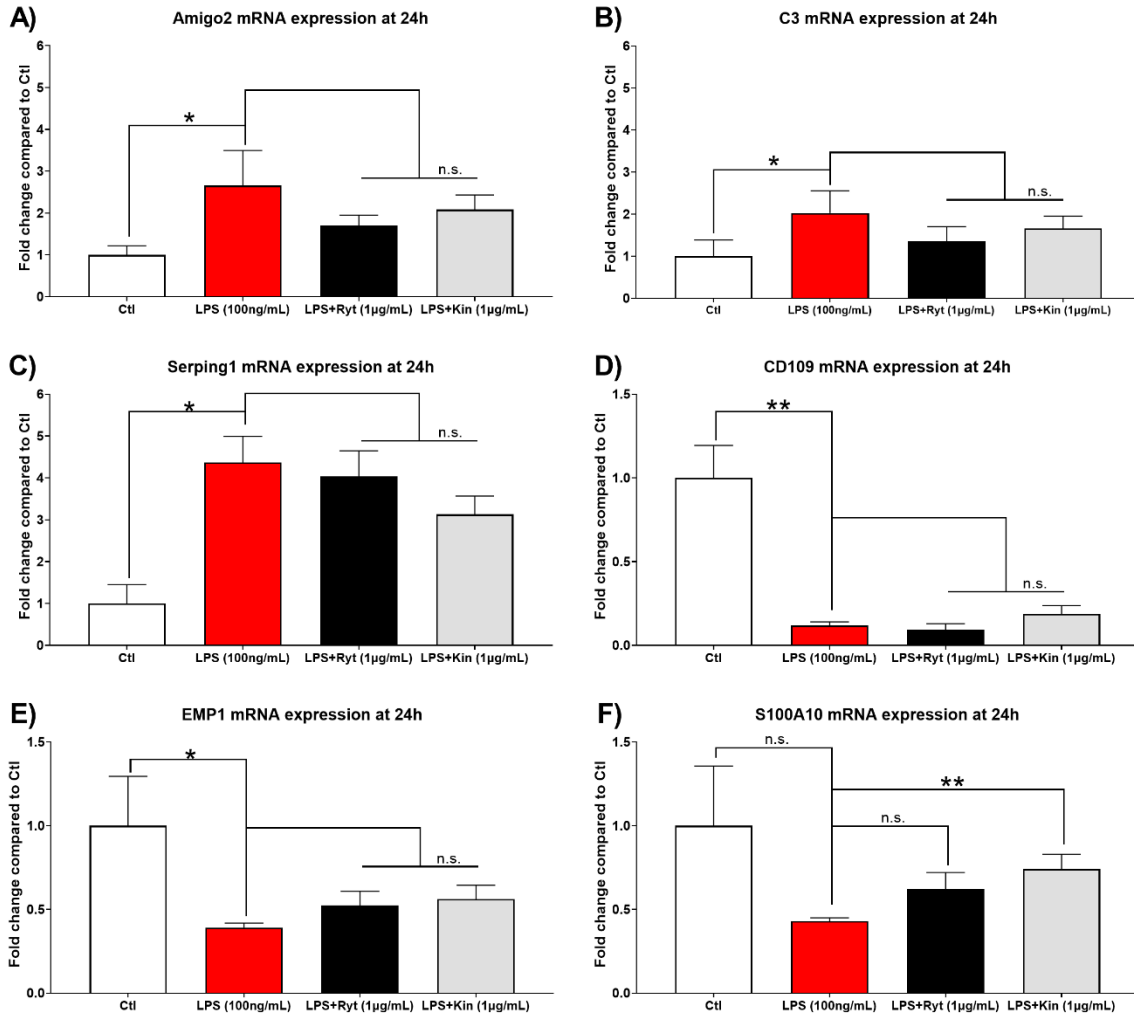 A)
Amigo2 mRNA expression at 24h
Fold change compared to Ctl
6
5
4
3
2
1
0
*
n.s.
Ctl
LPS (100ng/mL)
LPS+Ryt (1µg/mL)
LPS+Kin (1µg/mL)
B)
C3 mRNA expression at 24h
Fold change compared to Ctl
6
5
4
3
2
1
0
*
n.s.
Ctl
LPS (100ng/mL)
LPS+Ryt (1µg/mL)
LPS+Kin (1µg/mL)
C)
Serping1 mRNA expression at 24h
Fold change compared to Ctl
6
5
4
3
2
1
0
*
n.s.
Ctl
LPS (100ng/mL)
LPS+Ryt (1µg/mL)
LPS+Kin (1µg/mL)
D)
CD109 mRNA expression at 24h
Fold change compared to Ctl
1.5
1.0
0.5
0.0
**
n.s.
Ctl
LPS (100ng/mL)
LPS+Ryt (1µg/mL)
LPS+Kin (1µg/mL)
E)
EMP1 mRNA expression at 24h
Fold change compared to Ctl
1.5
1.0
0.5
0.0
*
n.s.
Ctl
LPS (100ng/mL)
LPS+Ryt (1µg/mL)
LPS+Kin (1µg/mL)
F)
S100A10 mRNA expression at 24h
Fold change compared to Ctl
1.5
1.0
0.5
0.0
n.s.
**
n.s.
Ctl
LPS (100ng/mL)
LPS+Ryt (1µg/mL)
LPS+Kin (1µg/mL)